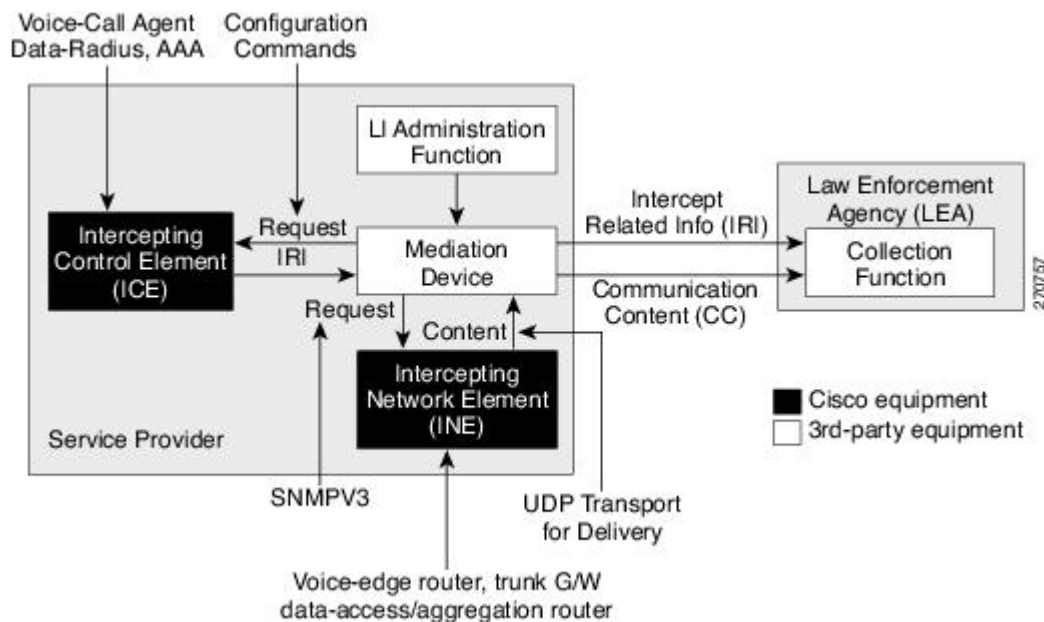 Voice-Call Agent
Data-Radius, AAA
Configuration
Commands
LI Administration
Function
Law Enforcement
Agency (LEA)
Intercepting
Control Element
(ICE)
Request
IRI
Mediation
Device
Intercept
Related Info (IRI)
Collection
Function
Communication
Content (CC)
Request
Content
Intercepting
Network Element
(INE)
Service Provider
Cisco equipment
3rd-party equipment
SNMPV3
UDP Transport
for Delivery
Voice-edge router, trunk G/W
data-access/aggregation router
270757